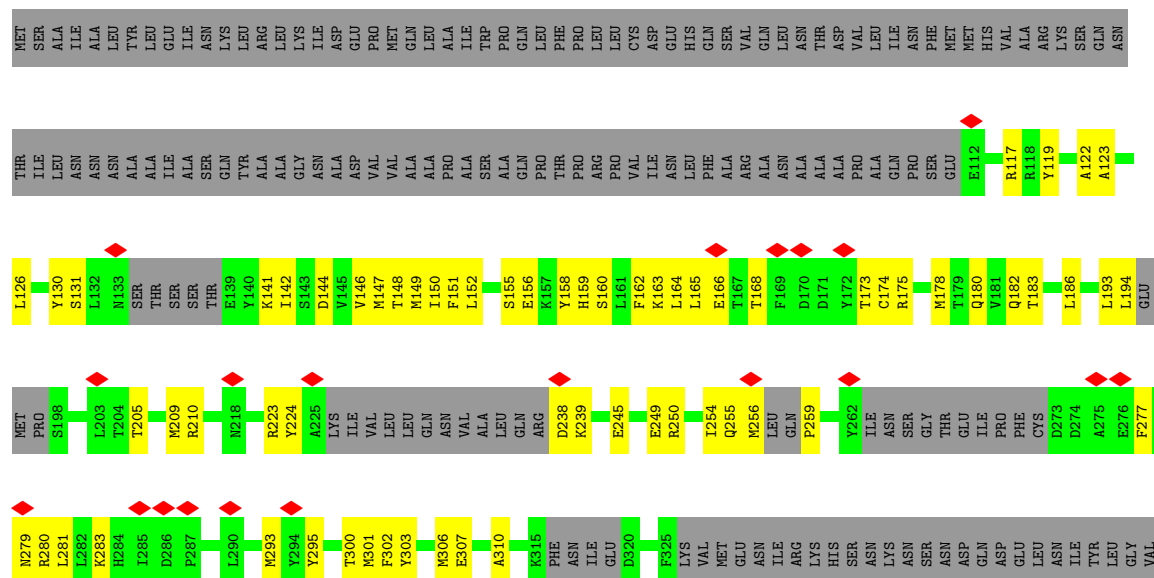 MET SER ALA ILE ALA LEU TYR LEU GLU ILE ASN LYS LEU ARG LEU LYS ILE ASP GLU PRO MET GLN LEU ALA ILE TRP PRO GLN LEU PHE PRO LEU LEU CYS ASP GLU HIS GLN SER VAL GLN LEU ASN THR ASP VAL LEU ILE ASN PHE MET MET HIS VAL ALA ARG LYS SER GLN ASN
THR ILE LEU ASN ASN ASN ALA ALA ILE ALA SER GLN TYR ALA ALA GLY ASN ALA ASP VAL VAL ALA ALA PRO ALA SER ALA GLN PRO THR PRO ARG PRO VAL ILE ASN LEU PHE ALA ARG ALA ASN ALA ALA ALA PRO ALA GLN PRO SER GLU E112 R117 R118 Y119 A122 A123
L126 Y130 S131 L132 N133 SER THR SER SER THR E139 Y140 K141 I142 S143 D144 V145 V146 M147 T148 M149 I150 F151 L152 S155 E156 K157 Y158 H159 S160 L161 F162 K163 L164 L165 E166 T167 T168 F169 D170 D171 Y172 T173 C174 R175 M178 T179 Q180 V181 Q182 T183 L186 L193 L194 GLU
MET PRO S198 L203 T204 T205 M209 R210 N218 R223 Y224 A225 LYS ILE VAL LEU LEU GLN ASN VAL ALA LEU GLN ARG D238 K239 E245 E249 R250 I254 Q255 M256 LEU GLN P259 Y262 ILE ASN SER GLY THR GLU ILE PRO PHE CYS D273 D274 A275 E276 F277
N279 R280 L281 L282 K283 H284 I285 D286 P287 L290 M293 Y294 Y295 T300 M301 F302 Y303 M306 E307 A310 K315 PHE ASN ILE GLU D320 F325 LYS VAL MET GLU ASN ILE ARG LYS HIS SER ASN LYS ASN SER ASN ASP GLN ASP GLU LEU ASN ILE TYR LEU GLY VAL